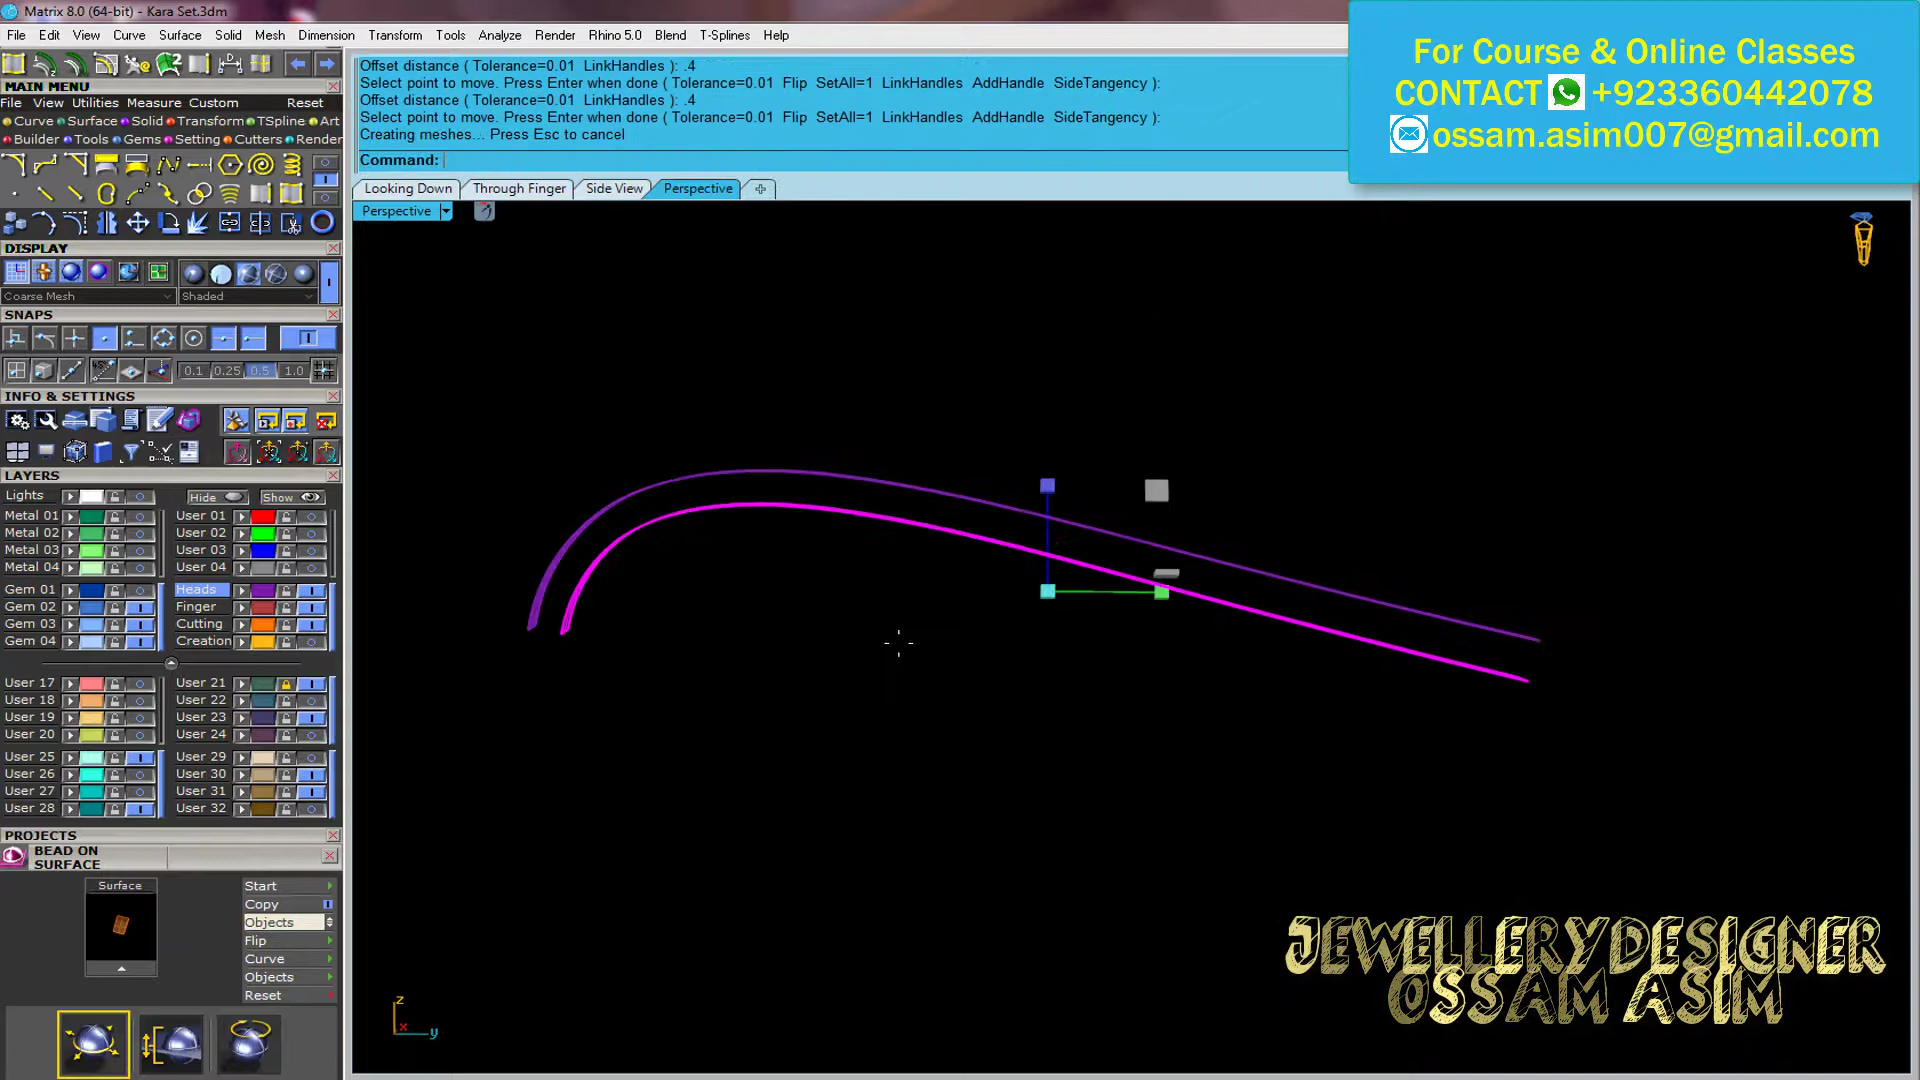 Matrix 8.0 (64-bit) - Kara Set.3dm
File Edit View Curve Surface Solid Mesh Dimension Transform Tools Analyze Render Rhino 5.0 Blend T-Splines Help
For Course & Online Classes
CONTACT +923360442078
ossam.asim007@gmail.com
Offset distance ( Tolerance=0.01 LinkHandles ): .4
Select point to move. Press Enter when done ( Tolerance=0.01 Flip SetAll=1 LinkHandles AddHandle SideTangency ):
Offset distance ( Tolerance=0.01 LinkHandles ): .4
Select point to move. Press Enter when done ( Tolerance=0.01 Flip SetAll=1 LinkHandles AddHandle SideTangency ):
Creating meshes... Press Esc to cancel
Command:
Looking Down Through Finger Side View Perspective
Perspective
MAIN MENU
File View Utilities Measure Custom Reset
Curve Surface Solid Transform TSpline Art
Builder Tools Gems Setting Cutters Render
DISPLAY
Coarse Mesh Shaded
SNAPS
0.1 0.25 0.5 1.0
INFO & SETTINGS
LAYERS
Lights Hide Show
Metal 01 User 01
Metal 02 User 02
Metal 03 User 03
Metal 04 User 04
Gem 01 Heads
Gem 02 Finger
Gem 03 Cutting
Gem 04 Creation
User 17 User 21
User 18 User 22
User 19 User 23
User 20 User 24
User 25 User 29
User 26 User 30
User 27 User 31
User 28 User 32
PROJECTS
BEAD ON
SURFACE
Surface
Start
Copy
Objects
Flip
Curve
Objects
Reset
z
x
y
JEWELLERYDESIGNER
OSSAM ASIM